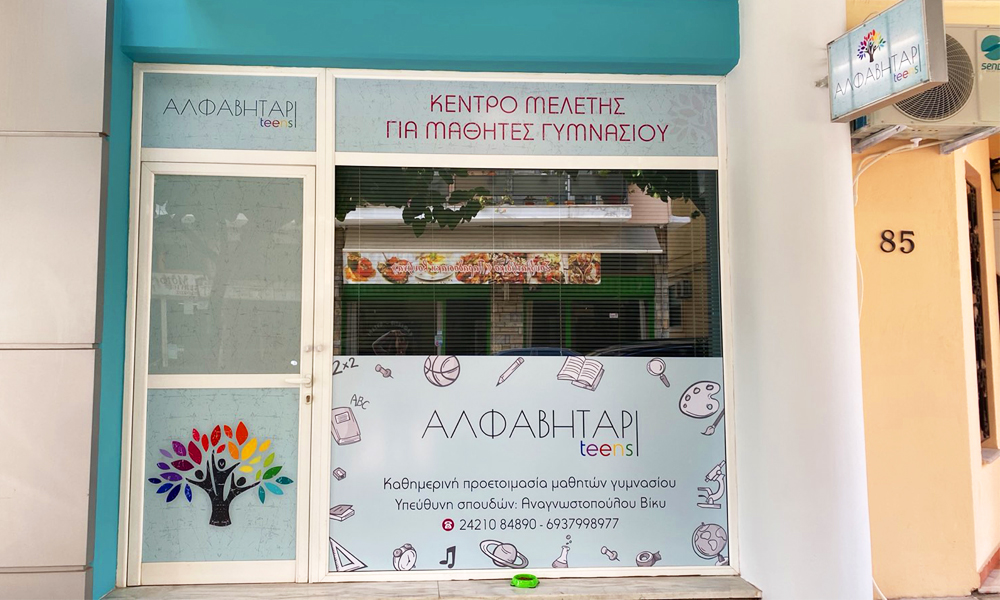 ΑΛΦΑΒΗΤΑΡΙ
teens
ΚΕΝΤΡΟ ΜΕΛΕΤΗΣ
ΓΙΑ ΜΑΘΗΤΕΣ ΓΥΜΝΑΣΙΟΥ
ΑΛΦΑΒΗΤΑΡΙ
teens
85
2x2
ABC
ΑΛΦΑΒΗΤΑΡΙ
teens
Καθημερινή προετοιμασία μαθητών γυμνασίου
Υπεύθυνη σπουδών: Αναγνωστοπούλου Βίκυ
24210 84890 - 6937998977